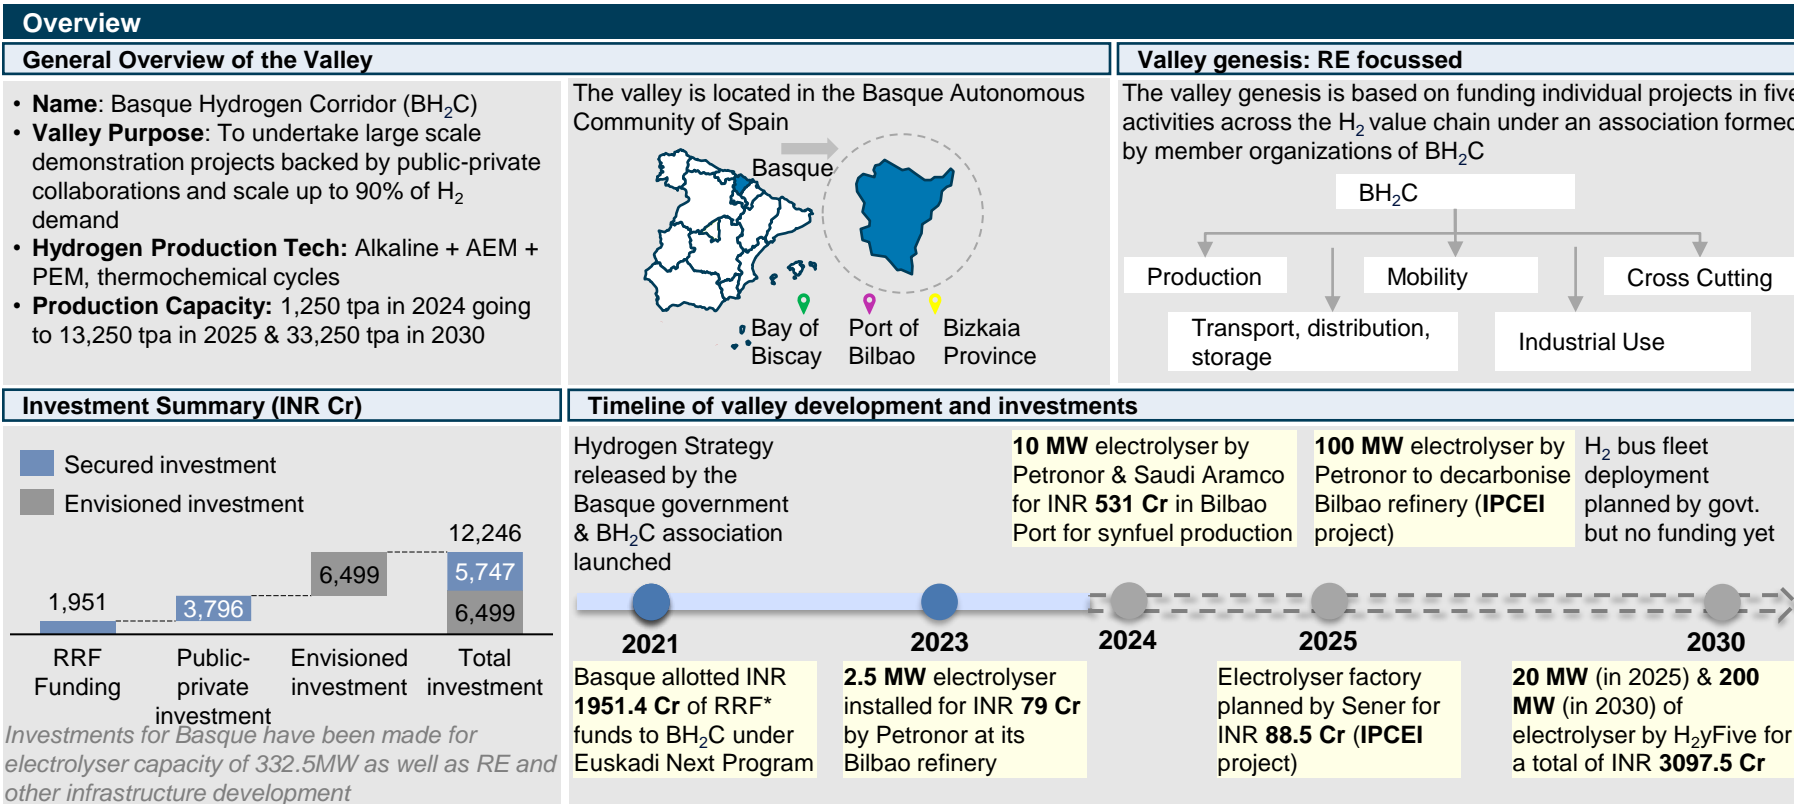 Overview
General Overview of the Valley
• Name: Basque Hydrogen Corridor (BH₂C)
• Valley Purpose: To undertake large scale
demonstration projects backed by public-private
collaborations and scale up to 90% of H₂
demand
• Hydrogen Production Tech: Alkaline + AEM +
PEM, thermochemical cycles
• Production Capacity: 1,250 tpa in 2024 going
to 13,250 tpa in 2025 & 33,250 tpa in 2030
The valley is located in the Basque Autonomous
Community of Spain
Basque
Bay of
Biscay
Port of
Bilbao
Bizkaia
Province
Valley genesis: RE focussed
The valley genesis is based on funding individual projects in five
activities across the H₂ value chain under an association formed
by member organizations of BH₂C
BH₂C
Production
Mobility
Cross Cutting
Transport, distribution,
storage
Industrial Use
Investment Summary (INR Cr)
Secured investment
Envisioned investment
12,246
5,747
6,499
6,499
3,796
1,951
RRF
Funding
Public-
private
investment
Envisioned
investment
Total
investment
Investments for Basque have been made for
electrolyser capacity of 332.5MW as well as RE and
other infrastructure development
Timeline of valley development and investments
Hydrogen Strategy
released by the
Basque government
& BH₂C association
launched
10 MW electrolyser by
Petronor & Saudi Aramco
for INR 531 Cr in Bilbao
Port for synfuel production
100 MW electrolyser by
Petronor to decarbonise
Bilbao refinery (IPCEI
project)
H₂ bus fleet
deployment
planned by govt.
but no funding yet
2021
2023
2024
2025
2030
Basque allotted INR
1951.4 Cr of RRF*
funds to BH₂C under
Euskadi Next Program
2.5 MW electrolyser
installed for INR 79 Cr
by Petronor at its
Bilbao refinery
Electrolyser factory
planned by Sener for
INR 88.5 Cr (IPCEI
project)
20 MW (in 2025) & 200
MW (in 2030) of
electrolyser by H₂yFive for
a total of INR 3097.5 Cr